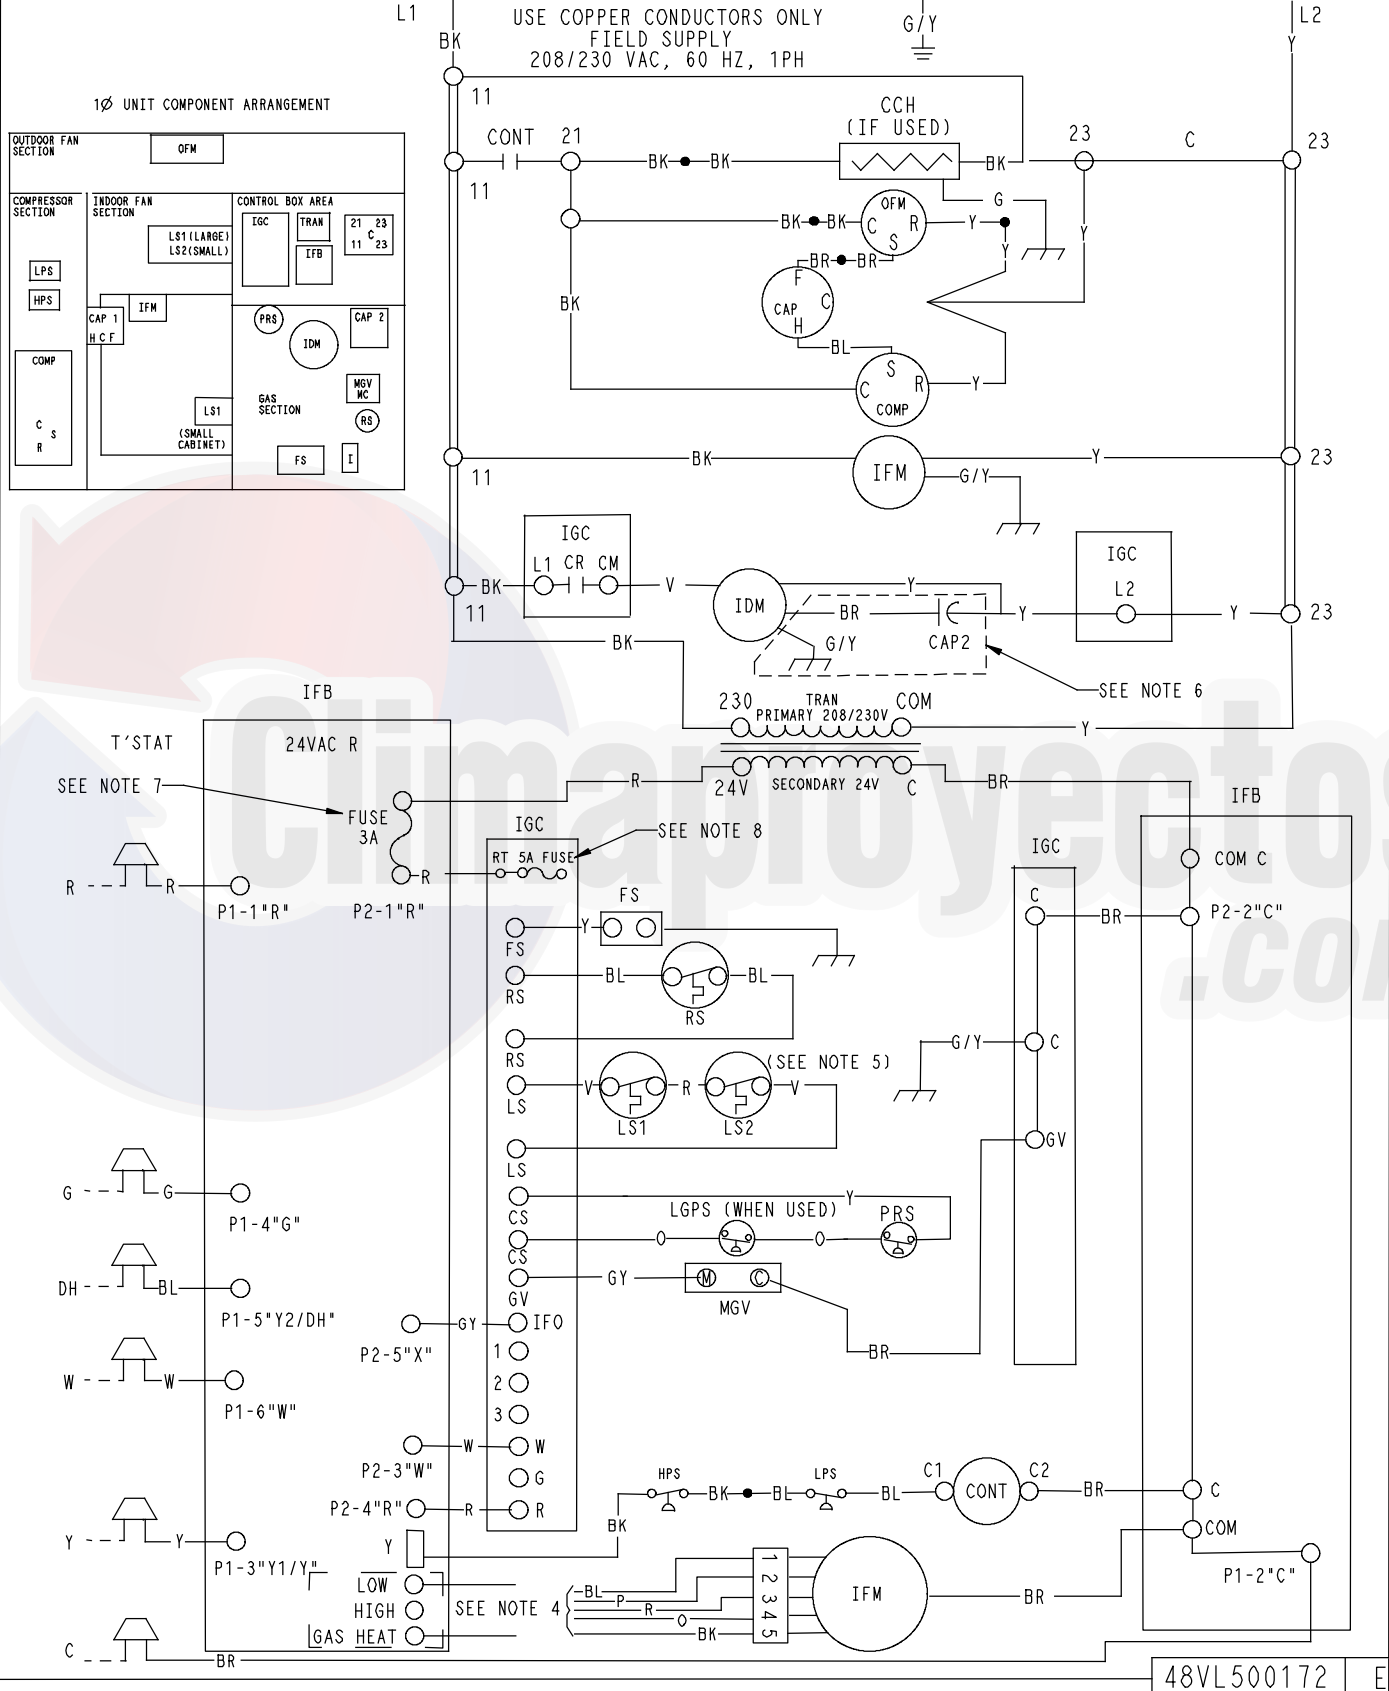 L1
USE COPPER CONDUCTORS ONLY
FIELD SUPPLY
208/230 VAC, 60 HZ, 1PH
G/Y
L2
BK
Y
11
1Ø UNIT COMPONENT ARRANGEMENT
OUTDOOR FAN
SECTION
OFM
COMPRESSOR
SECTION
INDOOR FAN
SECTION
CONTROL BOX AREA
IGC
TRAN
IFB
21 23
C
11 23
LS1(LARGE)
LS2(SMALL)
LPS
HPS
IFM
CAP 1
H C F
PRS
IDM
CAP 2
COMP
C
S
R
MGV
MC
GAS
SECTION
RS
LS1
(SMALL
CABINET)
FS
I
CONT
21
BK
BK
CCH
(IF USED)
BK
23
C
23
11
G
BK
BK
C
OFM
R
S
Y
Y
Y
BR
BR
F
CAP
C
H
BK
BL
S
C
R
COMP
Y
11
BK
IFM
Y
23
G/Y
IGC
L1 CR CM
BK
V
11
IDM
Y
BR
CAP2
G/Y
Y
IGC
L2
Y
23
SEE NOTE 6
BK
230
TRAN
PRIMARY 208/230V
COM
Y
24V
SECONDARY 24V
C
R
BR
Climaproyectos
.com
IFB
T'STAT
24VAC R
SEE NOTE 7
FUSE
3A
IGC
SEE NOTE 8
RT 5A FUSE
R
R
R
P1-1"R"
P2-1"R"
IFB
COM C
P2-2"C"
IGC
C
BR
FS
Y
FS
RS
BL
BL
RS
RS
LS
V
R
V
(SEE NOTE 5)
LS1
LS2
LS
G/Y
C
GV
CS
Y
LGPS (WHEN USED)
PRS
CS
O
O
GV
GY
M
C
MGV
BR
G
G
P1-4"G"
DH
BL
P1-5"Y2/DH"
P2-5"X"
GY
IFO
1
2
3
W
W
P1-6"W"
P2-3"W"
W
W
G
P2-4"R"
R
R
HPS
BK
BL
LPS
BL
C1
CONT
C2
BR
C
COM
BK
Y
Y
Y
P1-3"Y1/Y"
LOW
HIGH
GAS HEAT
SEE NOTE 4
BL
P
R
O
BK
1
2
3
4
5
IFM
BR
P1-2"C"
C
BR
48VL500172
E